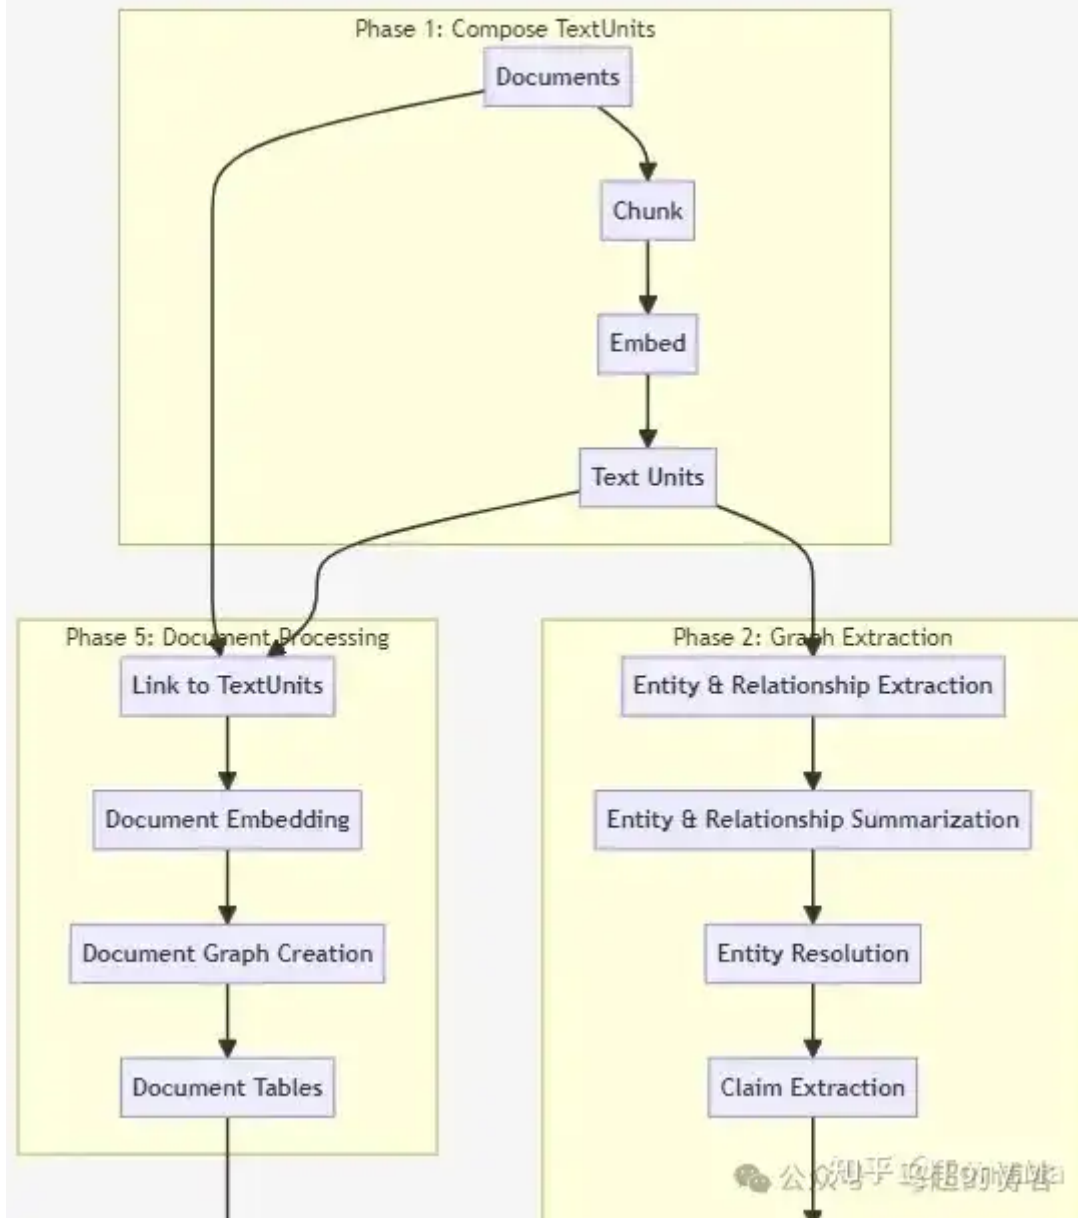 Phase 1: Compose TextUnits
Documents
Chunk
Embed
Text Units
Phase 5: Document Processing
Link to TextUnits
Document Embedding
Document Graph Creation
Document Tables
Phase 2: Graph Extraction
Entity & Relationship Extraction
Entity & Relationship Summarization
Entity Resolution
Claim Extraction
知乎